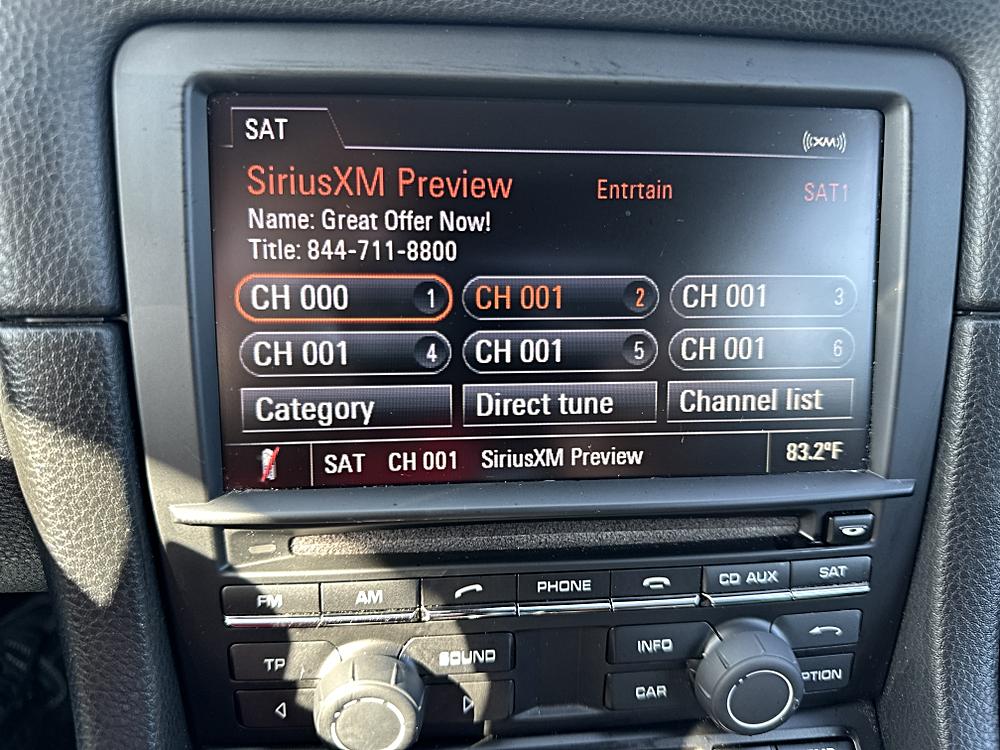 SAT
((XM))
SiriusXM Preview Entrtain SAT1
Name: Great Offer Now!
Title: 844-711-8800
CH 000 1 CH 001 2 CH 001 3
CH 001 4 CH 001 5 CH 001 6
Category Direct tune Channel list
SAT CH 001 SiriusXM Preview 83.2°F
FM AM PHONE CD AUX SAT
TP SOUND INFO
CAR PTION